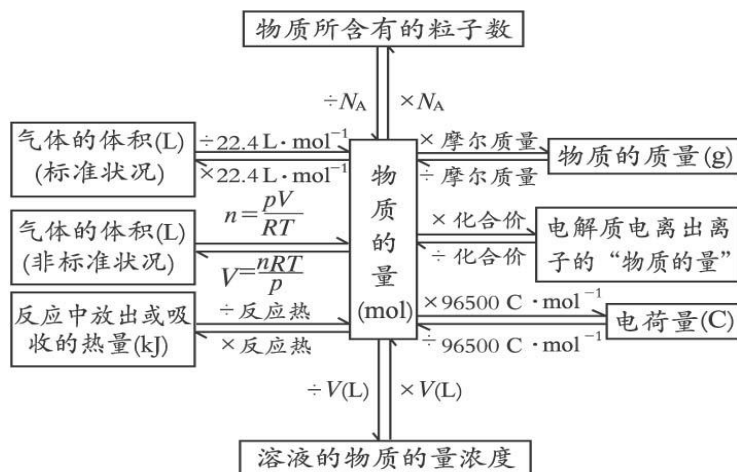 物质所含有的粒子数
÷N_A ×N_A
气体的体积(L)
(标准状况)
÷22.4 L·mol⁻¹
×22.4 L·mol⁻¹
×摩尔质量
÷摩尔质量
物质的质量(g)
物质的量(mol)
气体的体积(L)
(非标准状况)
n=pV/RT
V=nRT/p
×化合价
÷化合价
电解质电离出离
子的“物质的量”
反应中放出或吸
收的热量(kJ)
÷反应热
×反应热
×96500 C·mol⁻¹
÷96500 C·mol⁻¹
电荷量(C)
÷V(L) ×V(L)
溶液的物质的量浓度